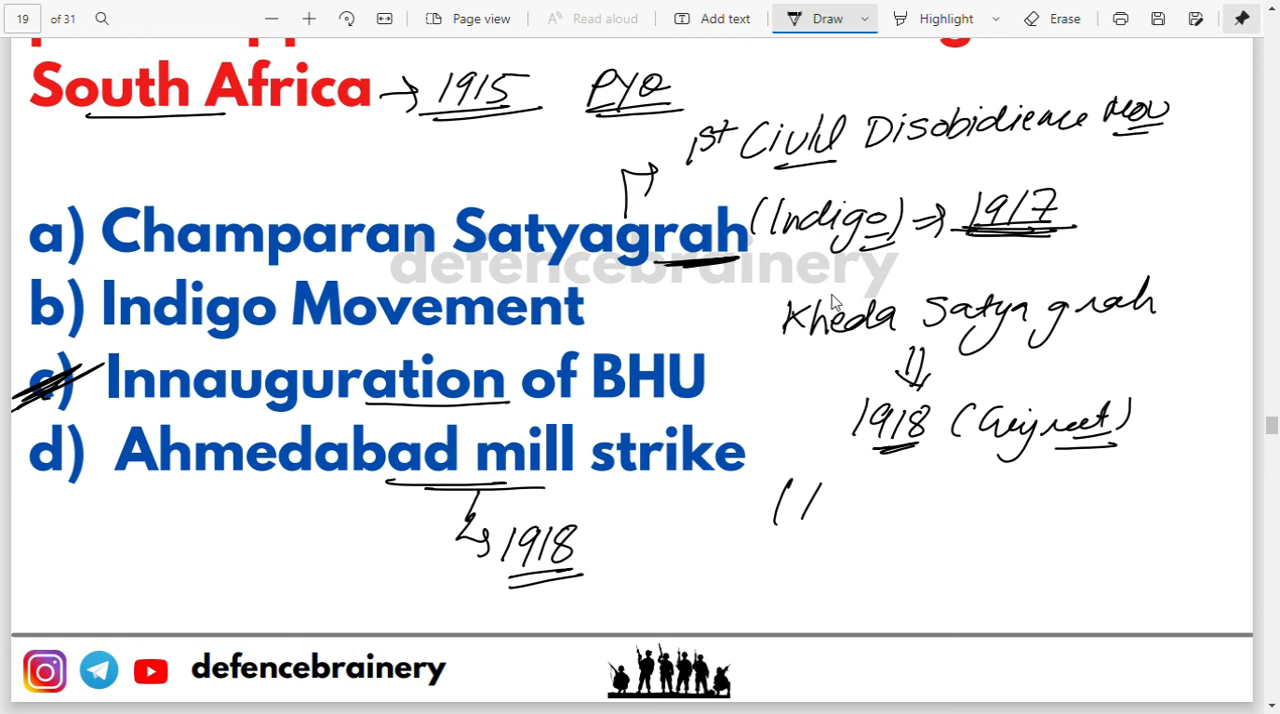 19 of 31 Page view Read aloud Add text Draw Highlight Erase
South Africa → 1915 PYQ
1st Civil Disobidience Mov
a) Champaran Satyagrah (Indigo) ⇒ 1917
defencebrainery
b) Indigo Movement
Kheda Satyagrah
c) Innauguration of BHU
1918 (Gujraat)
d) Ahmedabad mill strike
1918
defencebrainery